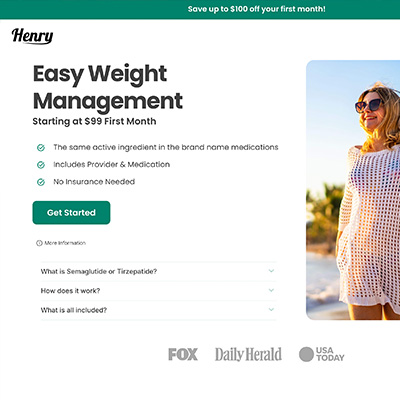 Save up to $100 off your first month!
Henry
Easy Weight
Management
Starting at $99 First Month
The same active ingredient in the brand name medications
Includes Provider & Medication
No Insurance Needed
Get Started
More Information
What is Semaglutide or Tirzepatide?
How does it work?
What is all included?
FOX
Daily Herald
USA
TODAY